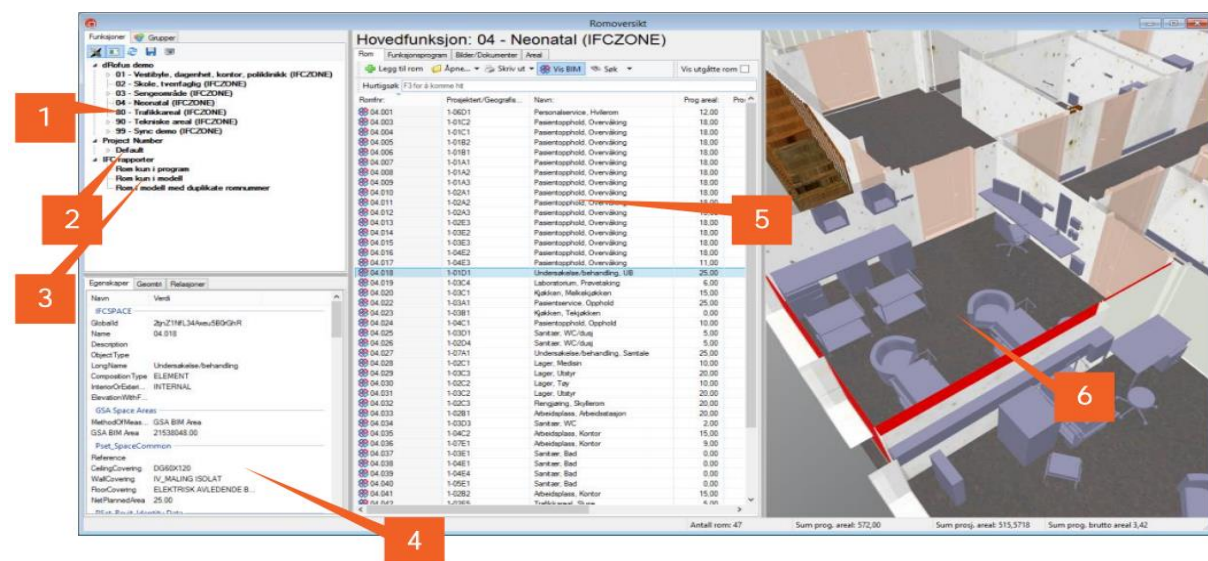 Romoversikt
Funksjoner Grupper
dRofus demo
01 - Vestibyle, dagenhet, kontor, poliklinikk (IFCZONE)
02 - Skole, tverrfaglig (IFCZONE)
03 - Sengeområde (IFCZONE)
04 - Neonatal (IFCZONE)
80 - Trafikkareal (IFCZONE)
90 - Tekniske areal (IFCZONE)
99 - Sync demo (IFCZONE)
Project Number
Default
IFC rapporter
Rom kun i program
Rom kun i modell
Rom i modell med duplikate romnummer
1
2
3
Egenskaper Geometri Relasjoner
Navn Verdi
IFCSPACE
GlobalId
Name 04.018
Description
ObjectType
LongName Undersøkelse/behandling
CompositionType ELEMENT
InteriorOrExteri... INTERNAL
ElevationWithF...
GSA Space Areas
MethodOfMeas... GSA BIM Area
GSA BIM Area 21538048.00
Pset_SpaceCommon
Reference
CeilingCovering DG60X120
WallCovering IV_MALING ISOLAT
FloorCovering ELEKTRISK AVLEDENDE B...
NetPlannedArea 25.00
PSet_Revit_Identity Data
4
Hovedfunksjon: 04 - Neonatal (IFCZONE)
Rom Funksjonsprogram Bilder/Dokumenter Areal
Legg til rom Åpne... Skriv ut Vis BIM Søk Vis utgåtte rom
Hurtigsøk F3 for å komme hit
Romfnr: Prosjektert/Geografis... Navn: Prog areal: Pro
04.001 1-06D1 Personalservice, Hvilerom 12,00
04.003 1-01C2 Pasientopphold, Overvåking 18,00
04.004 1-01C1 Pasientopphold, Overvåking 18,00
04.005 1-01B2 Pasientopphold, Overvåking 18,00
04.006 1-01B1 Pasientopphold, Overvåking 18,00
04.007 1-01A1 Pasientopphold, Overvåking 18,00
04.008 1-01A2 Pasientopphold, Overvåking 18,00
04.009 1-01A3 Pasientopphold, Overvåking 18,00
04.010 1-02A1 Pasientopphold, Overvåking 18,00
04.011 1-02A2 Pasientopphold, Overvåking 18,00
04.012 1-02A3 Pasientopphold, Overvåking
04.013 1-02E3 Pasientopphold, Overvåking 18,00
04.014 1-03E2 Pasientopphold, Overvåking 18,00
04.015 1-03E3 Pasientopphold, Overvåking 18,00
04.016 1-04E2 Pasientopphold, Overvåking 18,00
04.017 1-04E3 Pasientopphold, Overvåking 11,00
04.018 1-01D1 Undersøkelse/behandling, UB 25,00
04.019 1-03C4 Laboratorium, Prøvetaking 6,00
04.020 1-03C1 Kjøkken, Melkekjøkken 15,00
04.022 1-03A1 Pasientservice, Opphold 25,00
04.023 1-03B1 Kjøkken, Tekjøkken 0,00
04.024 1-04C1 Pasientopphold, Opphold 10,00
04.025 1-03D1 Sanitær, WC/dusj 5,00
04.026 1-02D4 Sanitær, WC/dusj 5,00
04.027 1-07A1 Undersøkelse/behandling, Samtale 25,00
04.028 1-02C1 Lager, Medisin 10,00
04.029 1-03C3 Lager, Utstyr 20,00
04.030 1-02C2 Lager, Tøy 10,00
04.031 1-03C2 Lager, Utstyr 20,00
04.032 1-02C3 Rengjøring, Skyllerom 20,00
04.033 1-02B1 Arbeidsplass, Arbeidsstasjon 20,00
04.034 1-03D3 Sanitær, WC 2,00
04.035 1-04C2 Arbeidsplass, Kontor 15,00
04.036 1-07E1 Arbeidsplass, Kontor 9,00
04.037 1-03E1 Sanitær, Bad 0,00
04.038 1-04E1 Sanitær, Bad 0,00
04.039 1-04E4 Sanitær, Bad 0,00
04.040 1-05E1 Sanitær, Bad 0,00
04.041 1-02B2 Arbeidsplass, Kontor 15,00
5
6
Antall rom: 47 Sum prog. areal: 572,00 Sum prosj. areal: 515,5718 Sum prog. brutto areal 3,42